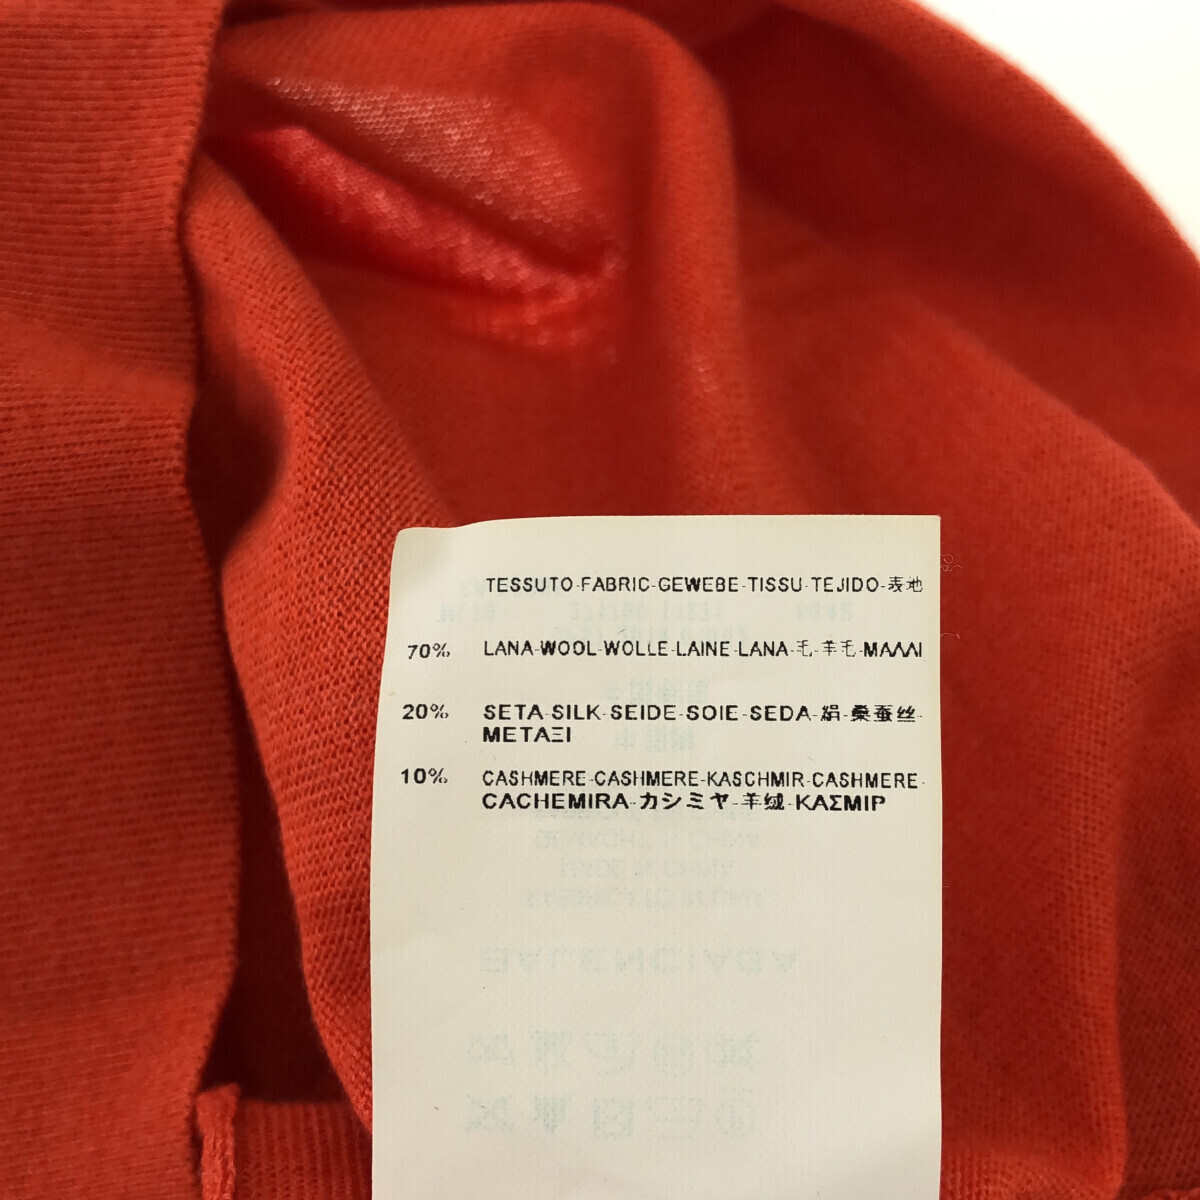 TESSUTO-FABRIC-GEWEBE-TISSU-TEJIDO-表地
70% LANA-WOOL-WOLLE-LAINE-LANA-毛-羊毛-ΜΑΛΛΙ
20% SETA-SILK-SEIDE-SOIE-SEDA-絹-桑蚕丝-
ΜΕΤΑΞΙ
10% CASHMERE-CASHMERE-KASCHMIR-CASHMERE-
CACHEMIRA-カシミヤ-羊绒-ΚΑΣΜΙΡ
BALENCIAGA